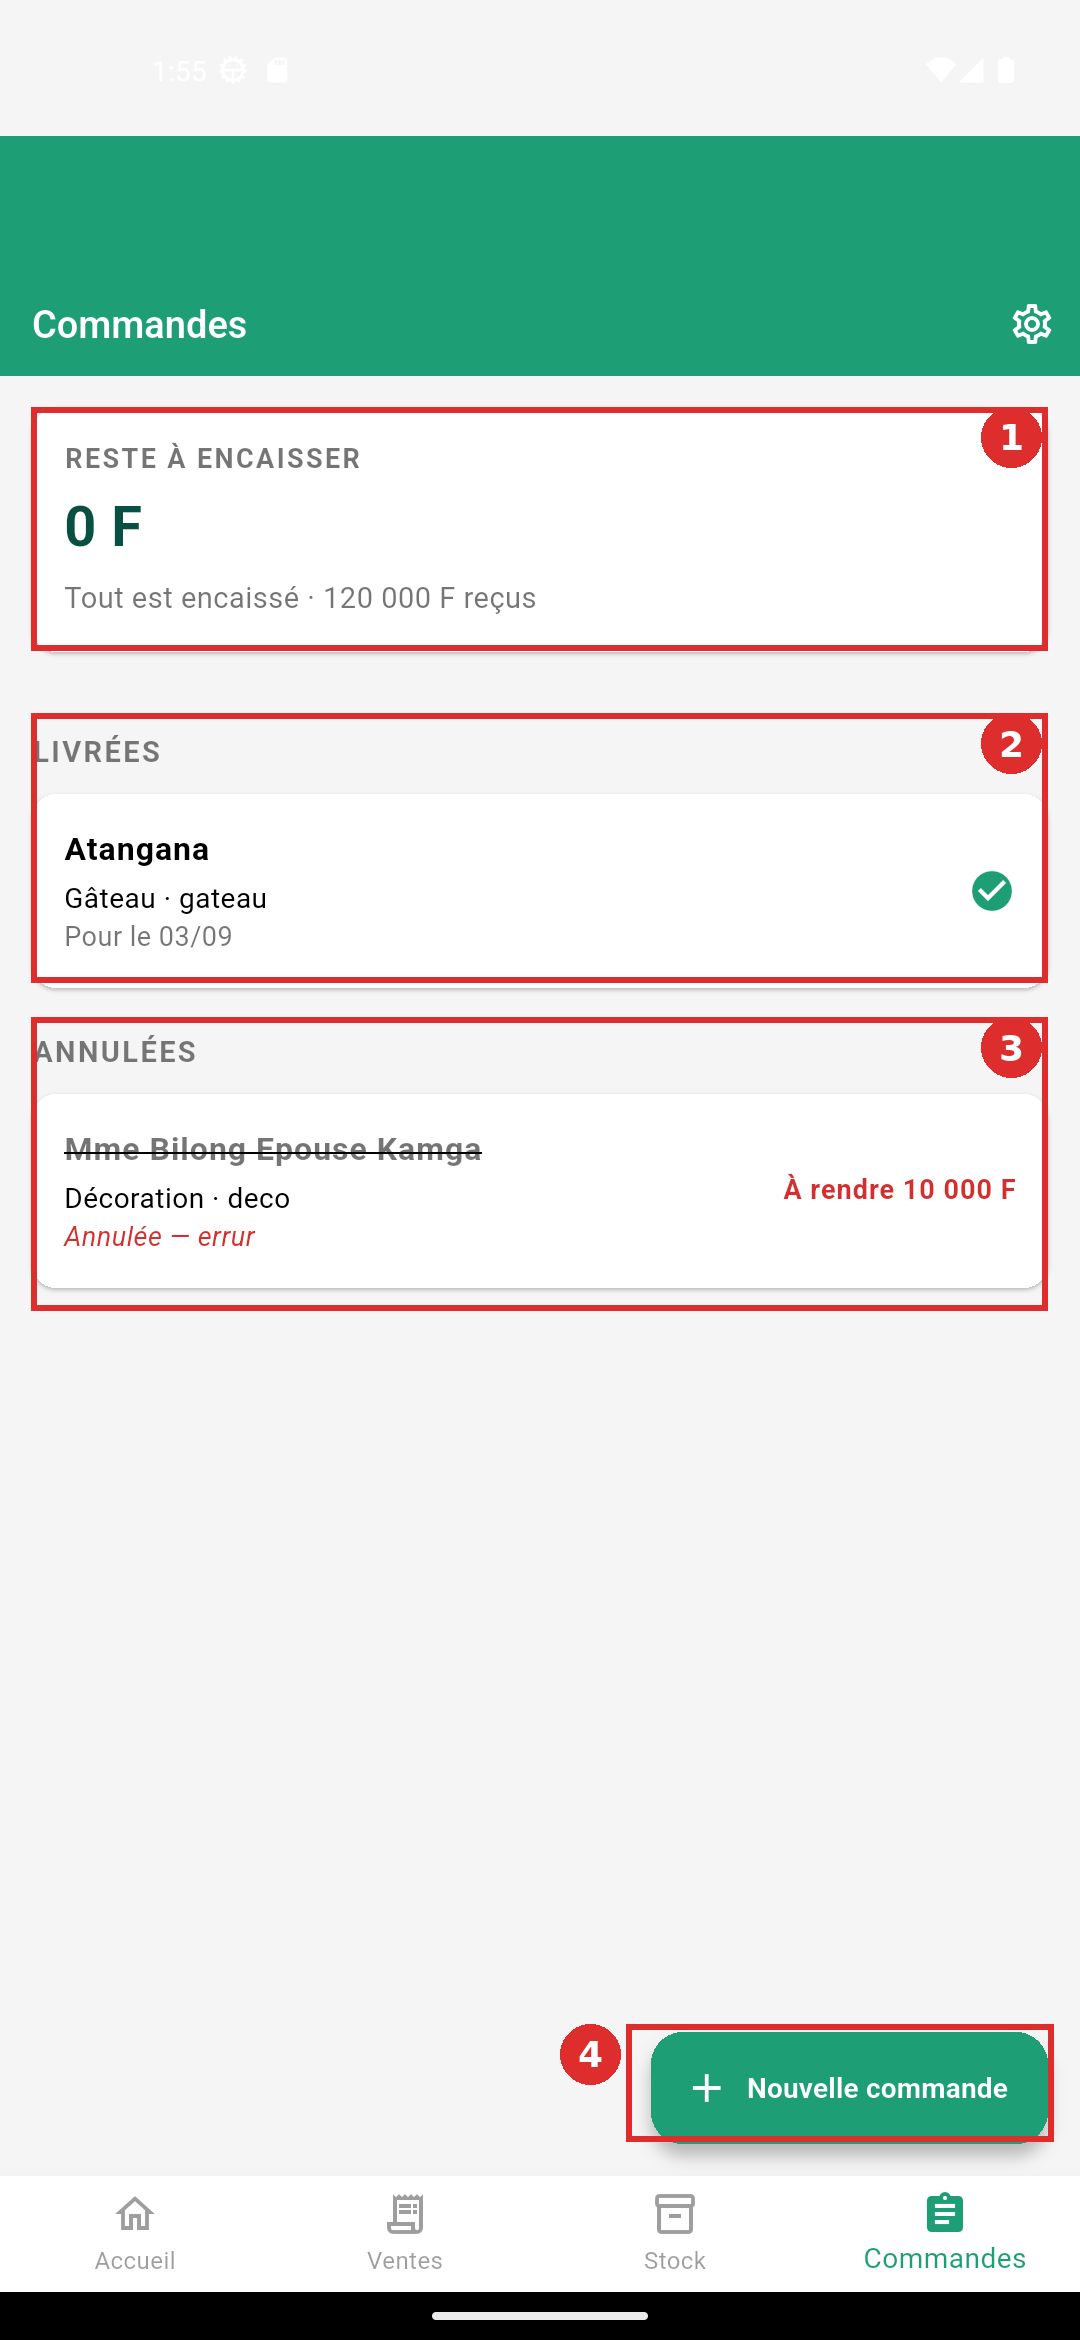 1:55
Commandes
1
RESTE À ENCAISSER
0 F
Tout est encaissé · 120 000 F reçus
2
LIVRÉES
Atangana
Gâteau · gateau
Pour le 03/09
3
ANNULÉES
Mme Bilong Epouse Kamga
Décoration · deco
À rendre 10 000 F
Annulée — errur
4
+ Nouvelle commande
Accueil
Ventes
Stock
Commandes